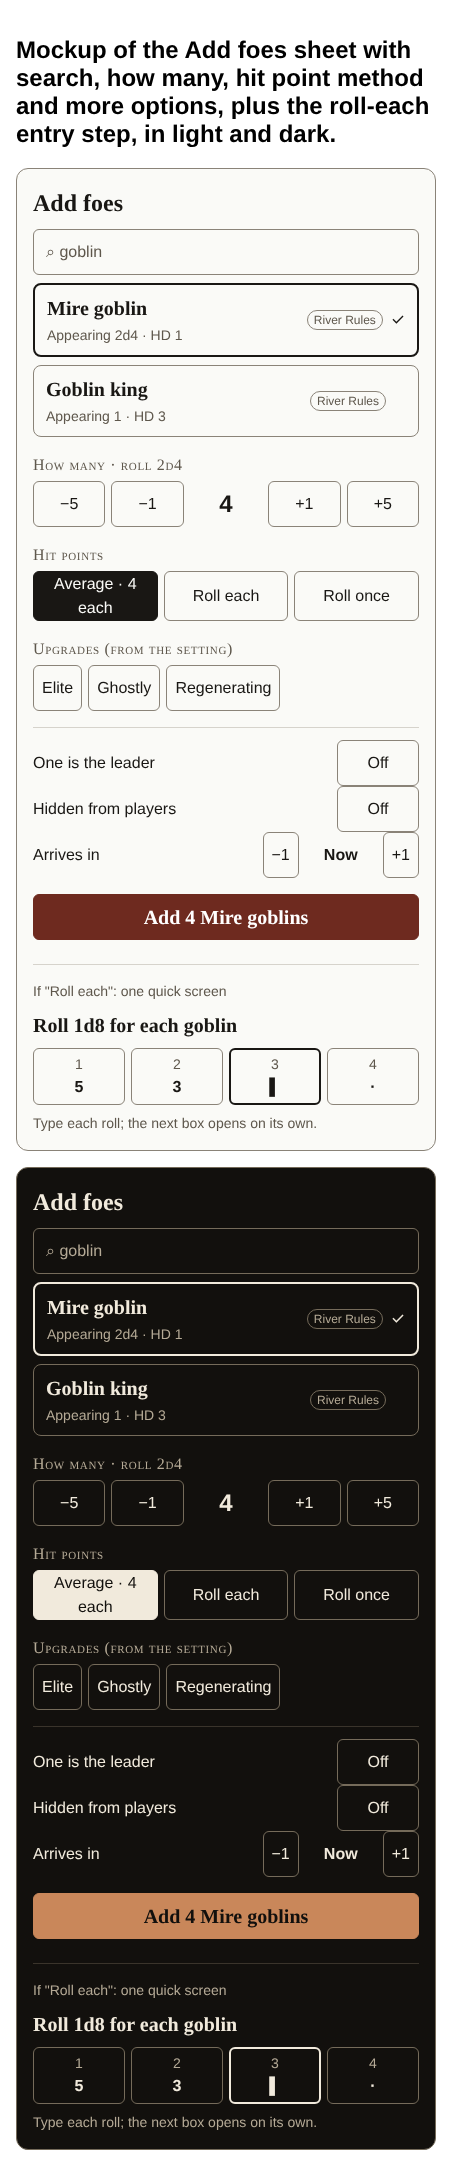 Mockup of the Add foes sheet with
search, how many, hit point method
and more options, plus the roll-each
entry step, in light and dark.
Add foes
⌕ goblin
Mire goblin
Appearing 2d4 · HD 1
River Rules ✓
Goblin king
Appearing 1 · HD 3
River Rules
How many · roll 2d4
−5 −1 4 +1 +5
Hit points
Average · 4
each
Roll each
Roll once
Upgrades (from the setting)
Elite Ghostly Regenerating
One is the leader Off
Hidden from players Off
Arrives in −1 Now +1
Add 4 Mire goblins
If "Roll each": one quick screen
Roll 1d8 for each goblin
1 2 3 4
5 3 ▌ ·
Type each roll; the next box opens on its own.
Add foes
⌕ goblin
Mire goblin
Appearing 2d4 · HD 1
River Rules ✓
Goblin king
Appearing 1 · HD 3
River Rules
How many · roll 2d4
−5 −1 4 +1 +5
Hit points
Average · 4
each
Roll each
Roll once
Upgrades (from the setting)
Elite Ghostly Regenerating
One is the leader Off
Hidden from players Off
Arrives in −1 Now +1
Add 4 Mire goblins
If "Roll each": one quick screen
Roll 1d8 for each goblin
1 2 3 4
5 3 ▌ ·
Type each roll; the next box opens on its own.